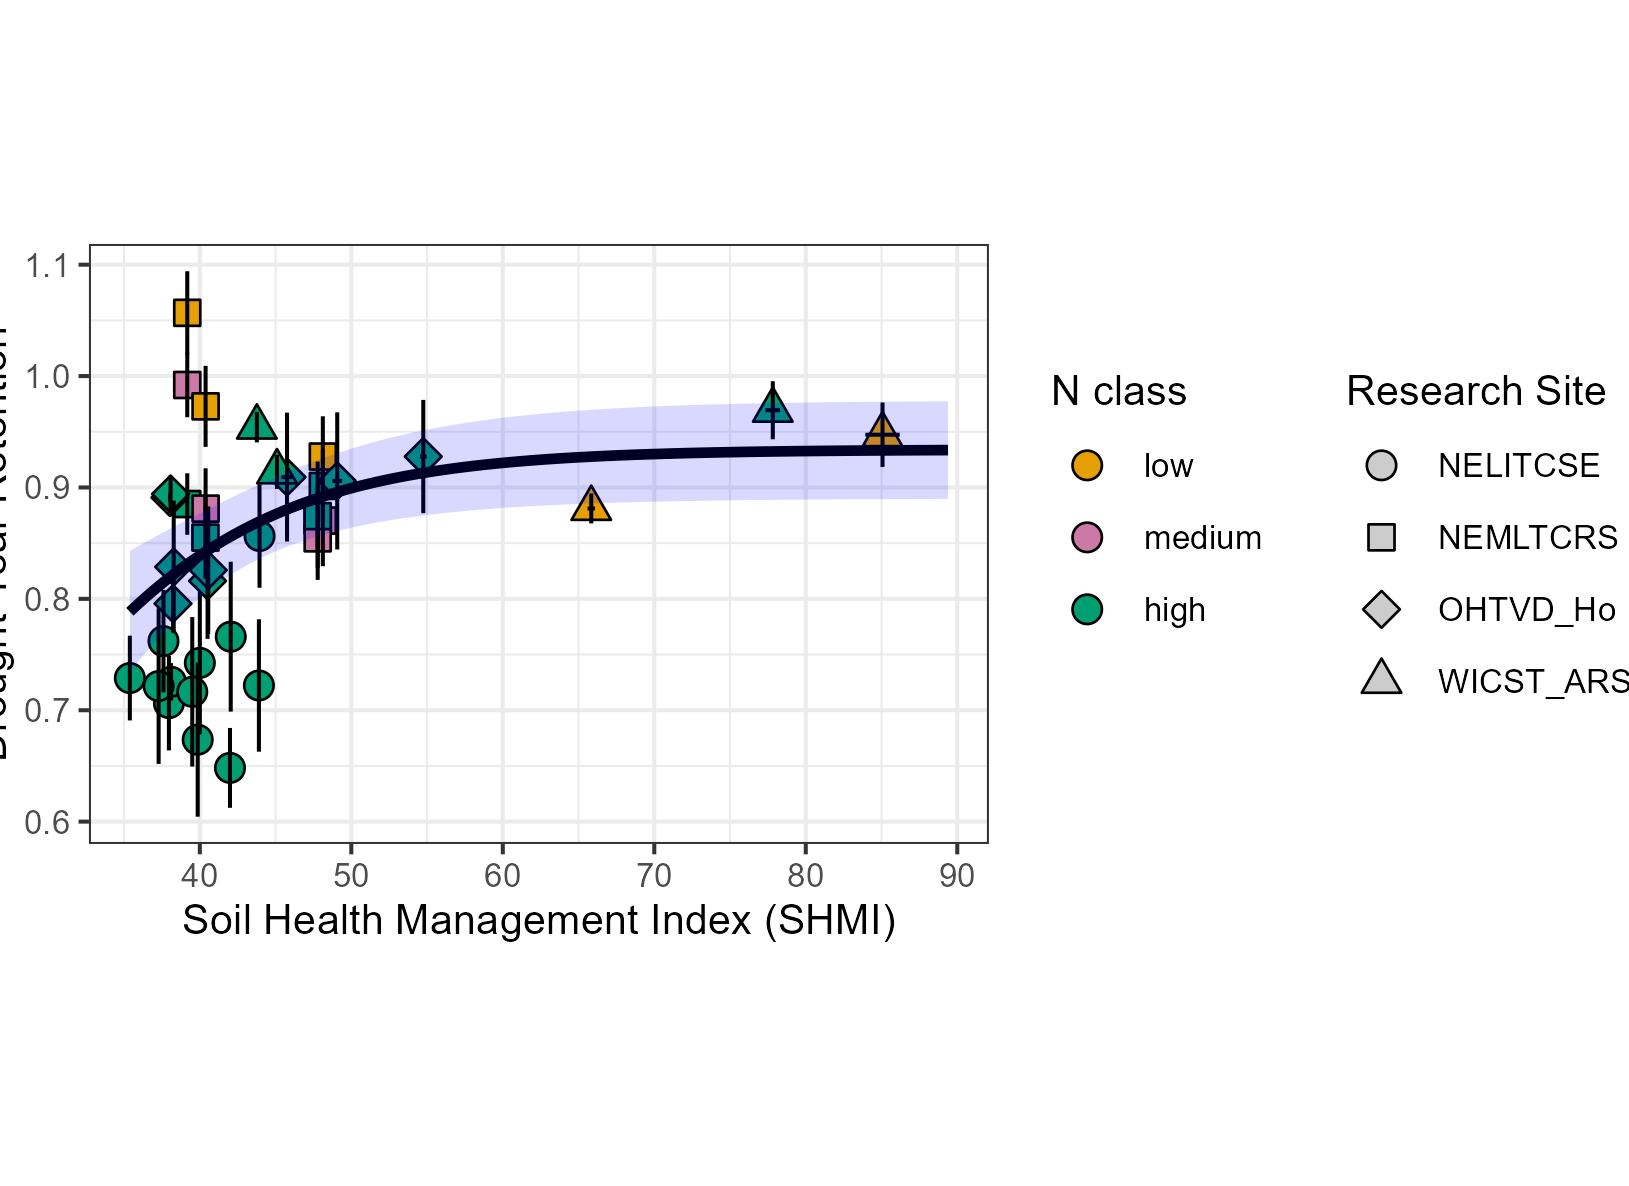 1.1
1.0
0.9
0.8
0.7
0.6
40 50 60 70 80 90
Soil Health Management Index (SHMI)
N class
low
medium
high
Research Site
NELITCSE
NEMLTCRS
OHTVD_Ho
WICST_ARS